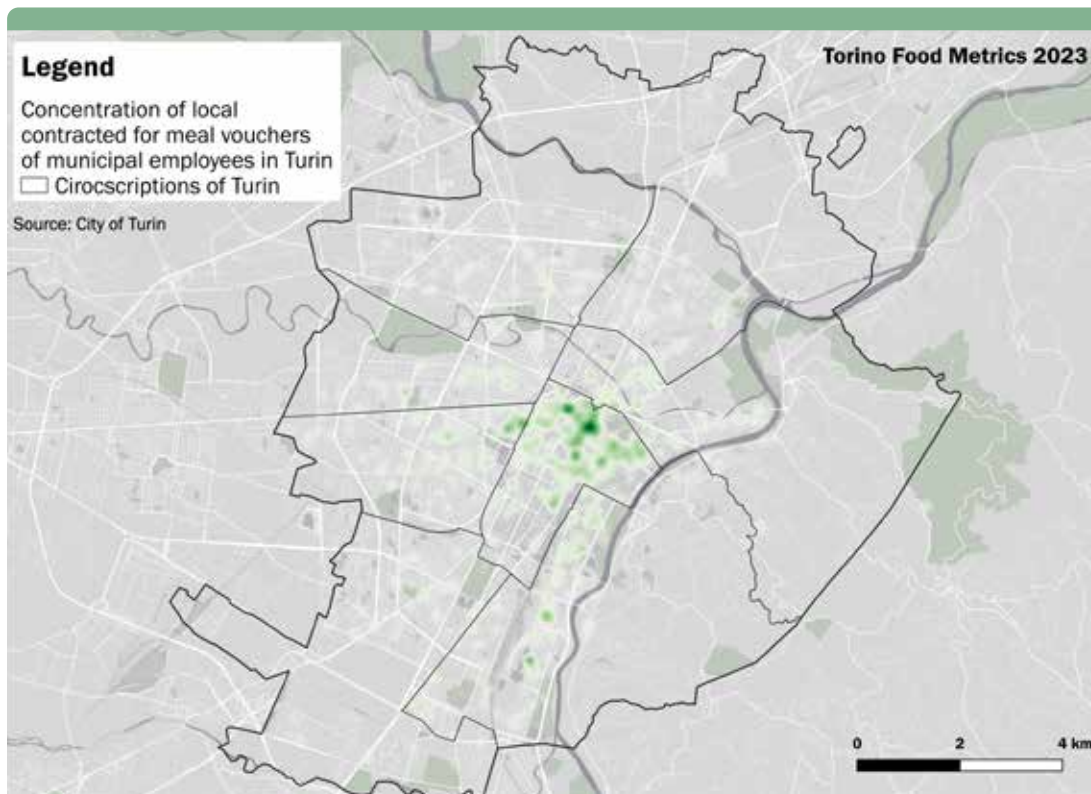 Legend
Concentration of local
contracted for meal vouchers
of municipal employees in Turin
Cirocscriptions of Turin
Source: City of Turin
Torino Food Metrics 2023
0 2 4 km